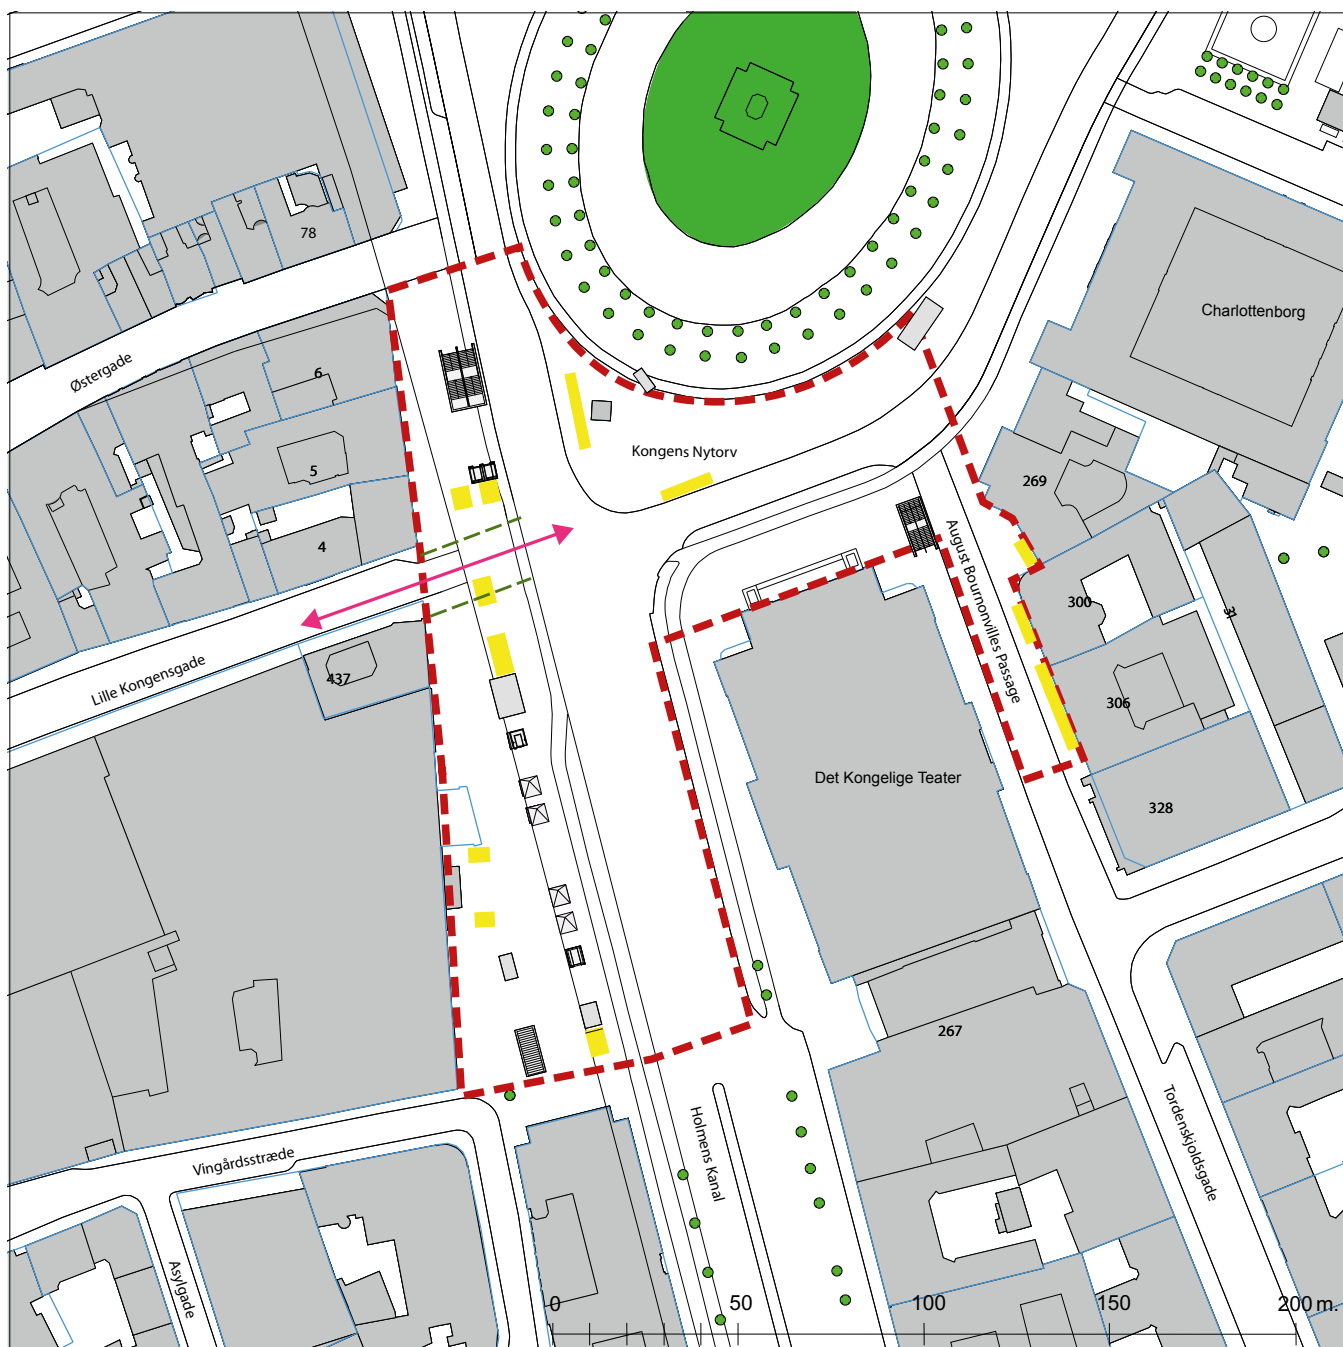 78
Charlottenborg
Østergade
6
Kongens Nytorv
5
269
4
August Bournonvilles Passage
300
31
Lille Kongensgade
437
306
Det Kongelige Teater
328
267
Holmens Kanal
Tordenskjoldsgade
Vingårdsstræde
Asylgade
0 50 100 150 200 m.